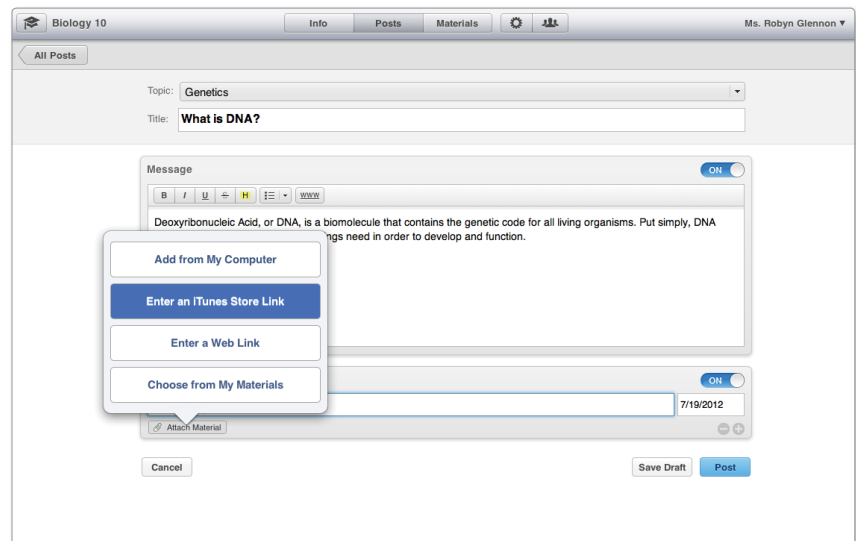 Biology 10
Info
Posts
Materials
Ms. Robyn Glennon ▼
All Posts
Topic: Genetics
Title: What is DNA?
Message
ON
B I U S H WWW
Deoxyribonucleic Acid, or DNA, is a biomolecule that contains the genetic code for all living organisms. Put simply, DNA
ngs need in order to develop and function.
Add from My Computer
Enter an iTunes Store Link
Enter a Web Link
Choose from My Materials
ON
7/19/2012
Attach Material
Cancel
Save Draft
Post